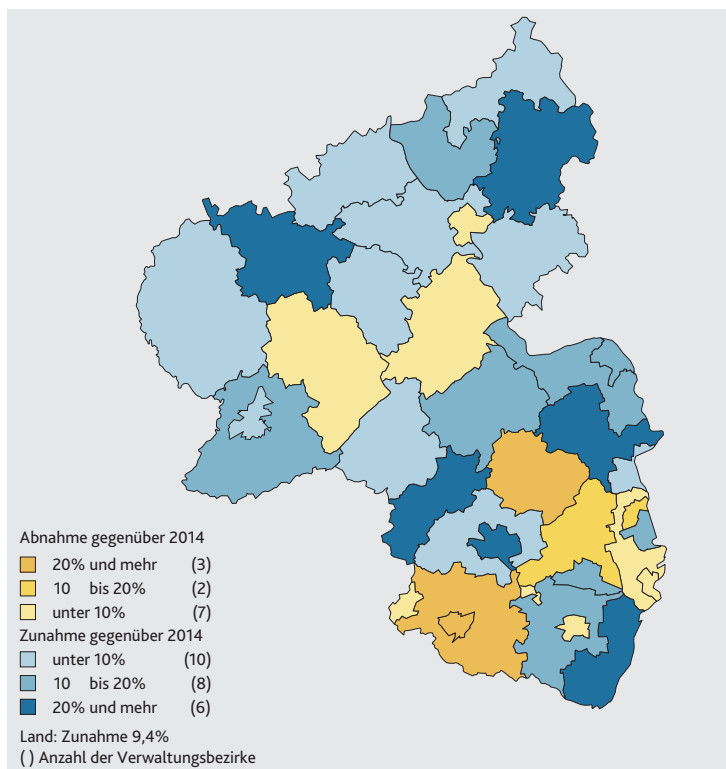 Abnahme gegenüber 2014
20% und mehr (3)
10 bis 20% (2)
unter 10% (7)
Zunahme gegenüber 2014
unter 10% (10)
10 bis 20% (8)
20% und mehr (6)
Land: Zunahme 9,4%
( ) Anzahl der Verwaltungsbezirke